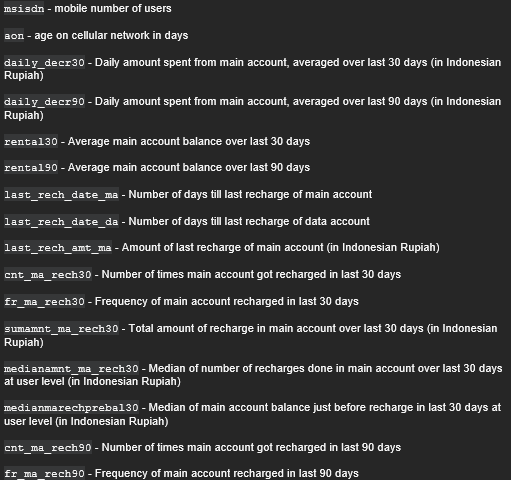 msisdn - mobile number of users
aon - age on cellular network in days
daily_decr30 - Daily amount spent from main account, averaged over last 30 days (in Indonesian
Rupiah)
daily_decr90 - Daily amount spent from main account, averaged over last 90 days (in Indonesian
Rupiah)
rental30 - Average main account balance over last 30 days
rental90 - Average main account balance over last 90 days
last_rech_date_ma - Number of days till last recharge of main account
last_rech_date_da - Number of days till last recharge of data account
last_rech_amt_ma - Amount of last recharge of main account (in Indonesian Rupiah)
cnt_ma_rech30 - Number of times main account got recharged in last 30 days
fr_ma_rech30 - Frequency of main account recharged in last 30 days
sumamnt_ma_rech30 - Total amount of recharge in main account over last 30 days (in Indonesian
Rupiah)
medianamnt_ma_rech30 - Median of number of recharges done in main account over last 30 days
at user level (in Indonesian Rupiah)
medianmarechprebal30 - Median of main account balance just before recharge in last 30 days at
user level (in Indonesian Rupiah)
cnt_ma_rech90 - Number of times main account got recharged in last 90 days
fr_ma_rech90 - Frequency of main account recharged in last 90 days